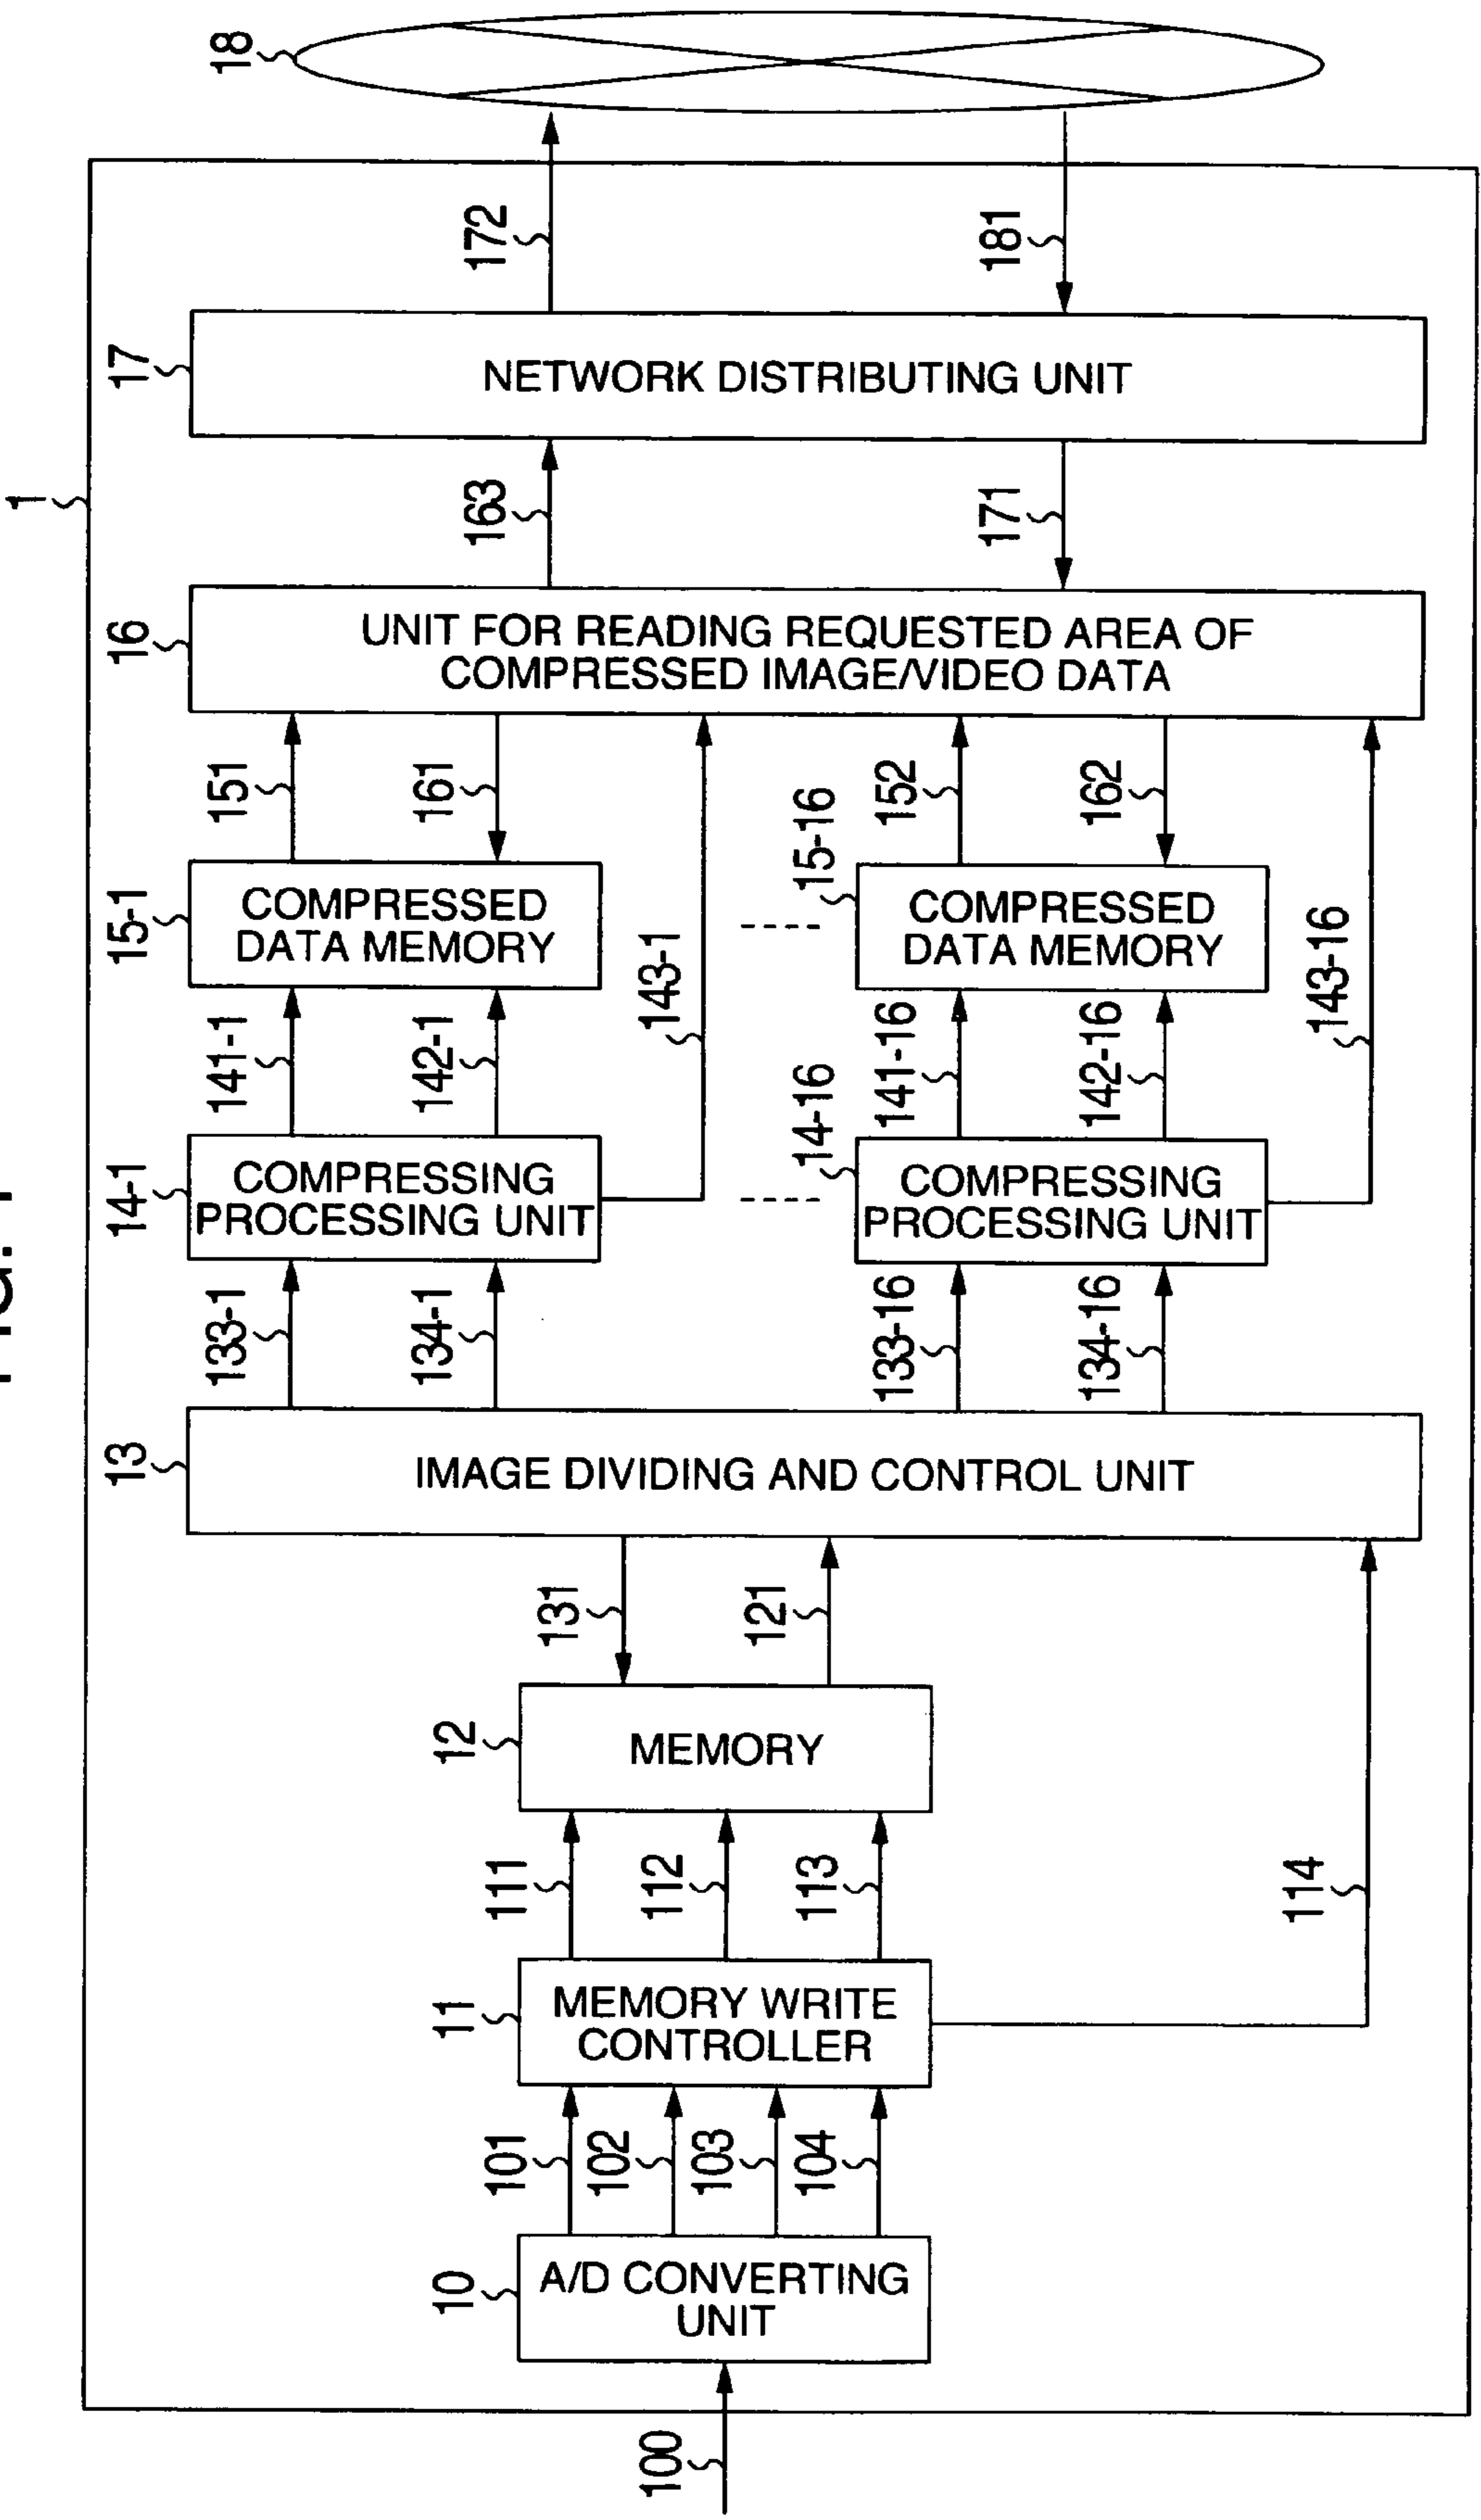 18
172
181
1
17
NETWORK DISTRIBUTING UNIT
163
171
16
UNIT FOR READING REQUESTED AREA OF
COMPRESSED IMAGE/VIDEO DATA
151
161
152
162
15-1
COMPRESSED
DATA MEMORY
15-16
COMPRESSED
DATA MEMORY
143-1
143-16
141-1
142-1
141-16
142-16
14-1
COMPRESSING
PROCESSING UNIT
14-16
COMPRESSING
PROCESSING UNIT
133-1
134-1
133-16
134-16
13
IMAGE DIVIDING AND CONTROL UNIT
131
121
12
MEMORY
111
112
113
114
11
MEMORY WRITE
CONTROLLER
101
102
103
104
10
A/D CONVERTING
UNIT
100